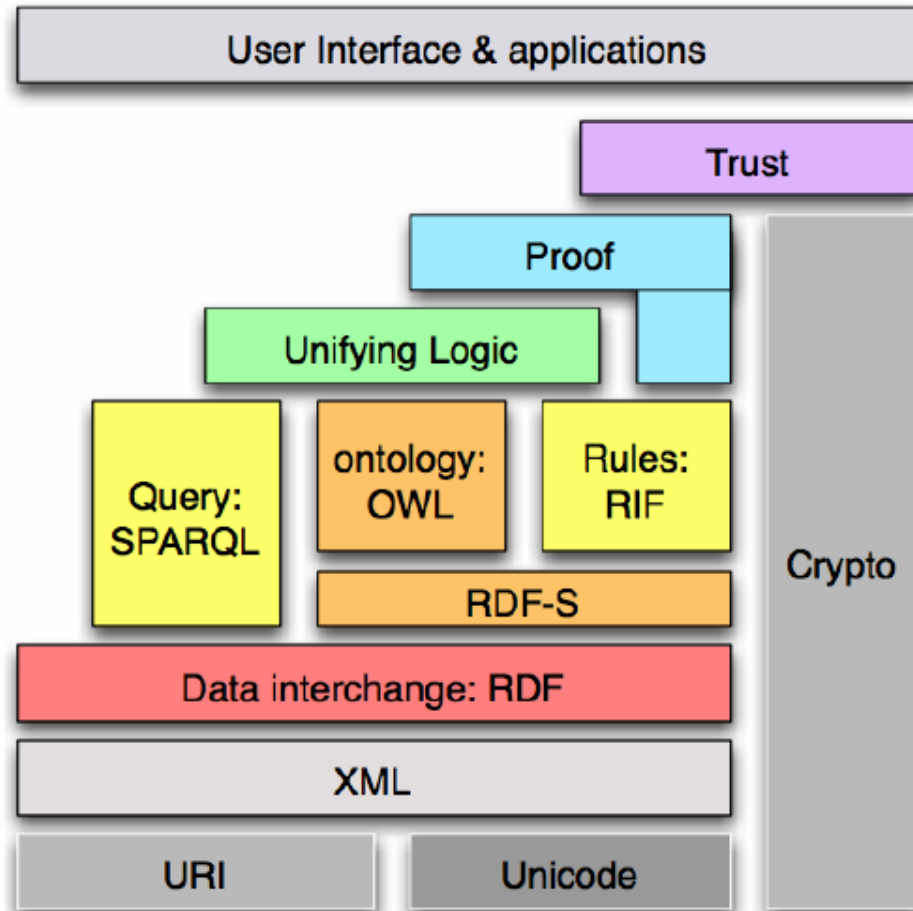 User Interface & applications
Trust
Proof
Unifying Logic
Query:
SPARQL
ontology:
OWL
Rules:
RIF
Crypto
RDF-S
Data interchange: RDF
XML
URI
Unicode